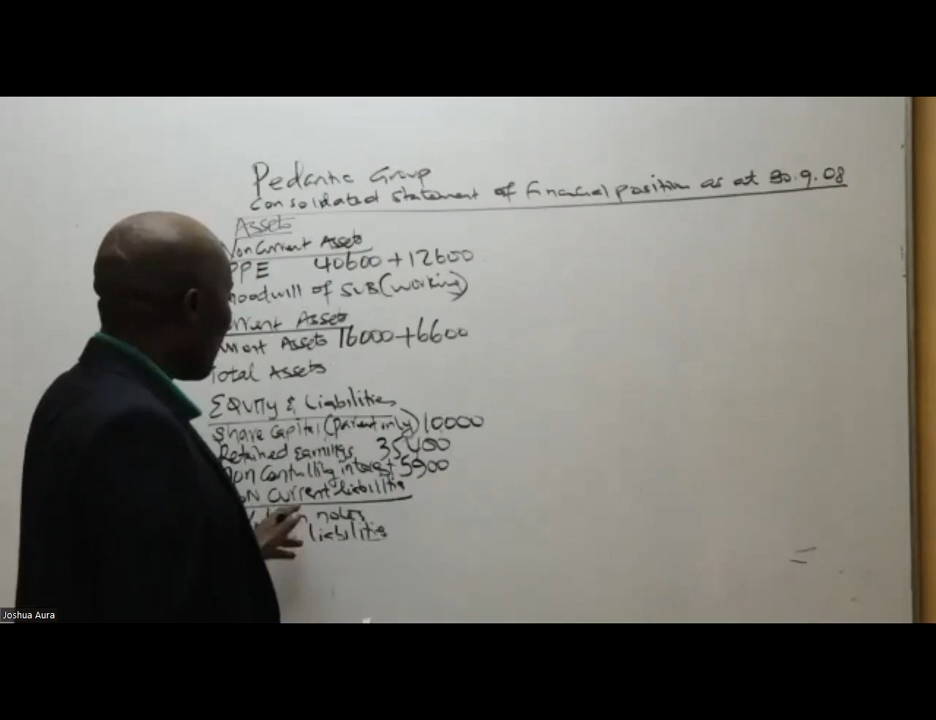 Pedantic Group
Consolidated Statement of Financial position as at 30.9.08
Assets
Non Current Assets
PPE 40600+12600
Goodwill of SUB(working)
Current Assets
Assets 16000+6600
Total Assets
Equity & Liabilities
Share Capital (parent only) 10000
Retained Earnings 35400
Non Controlling interest 5900
Non Current liabilities
notes
liabilities
Joshua Aura